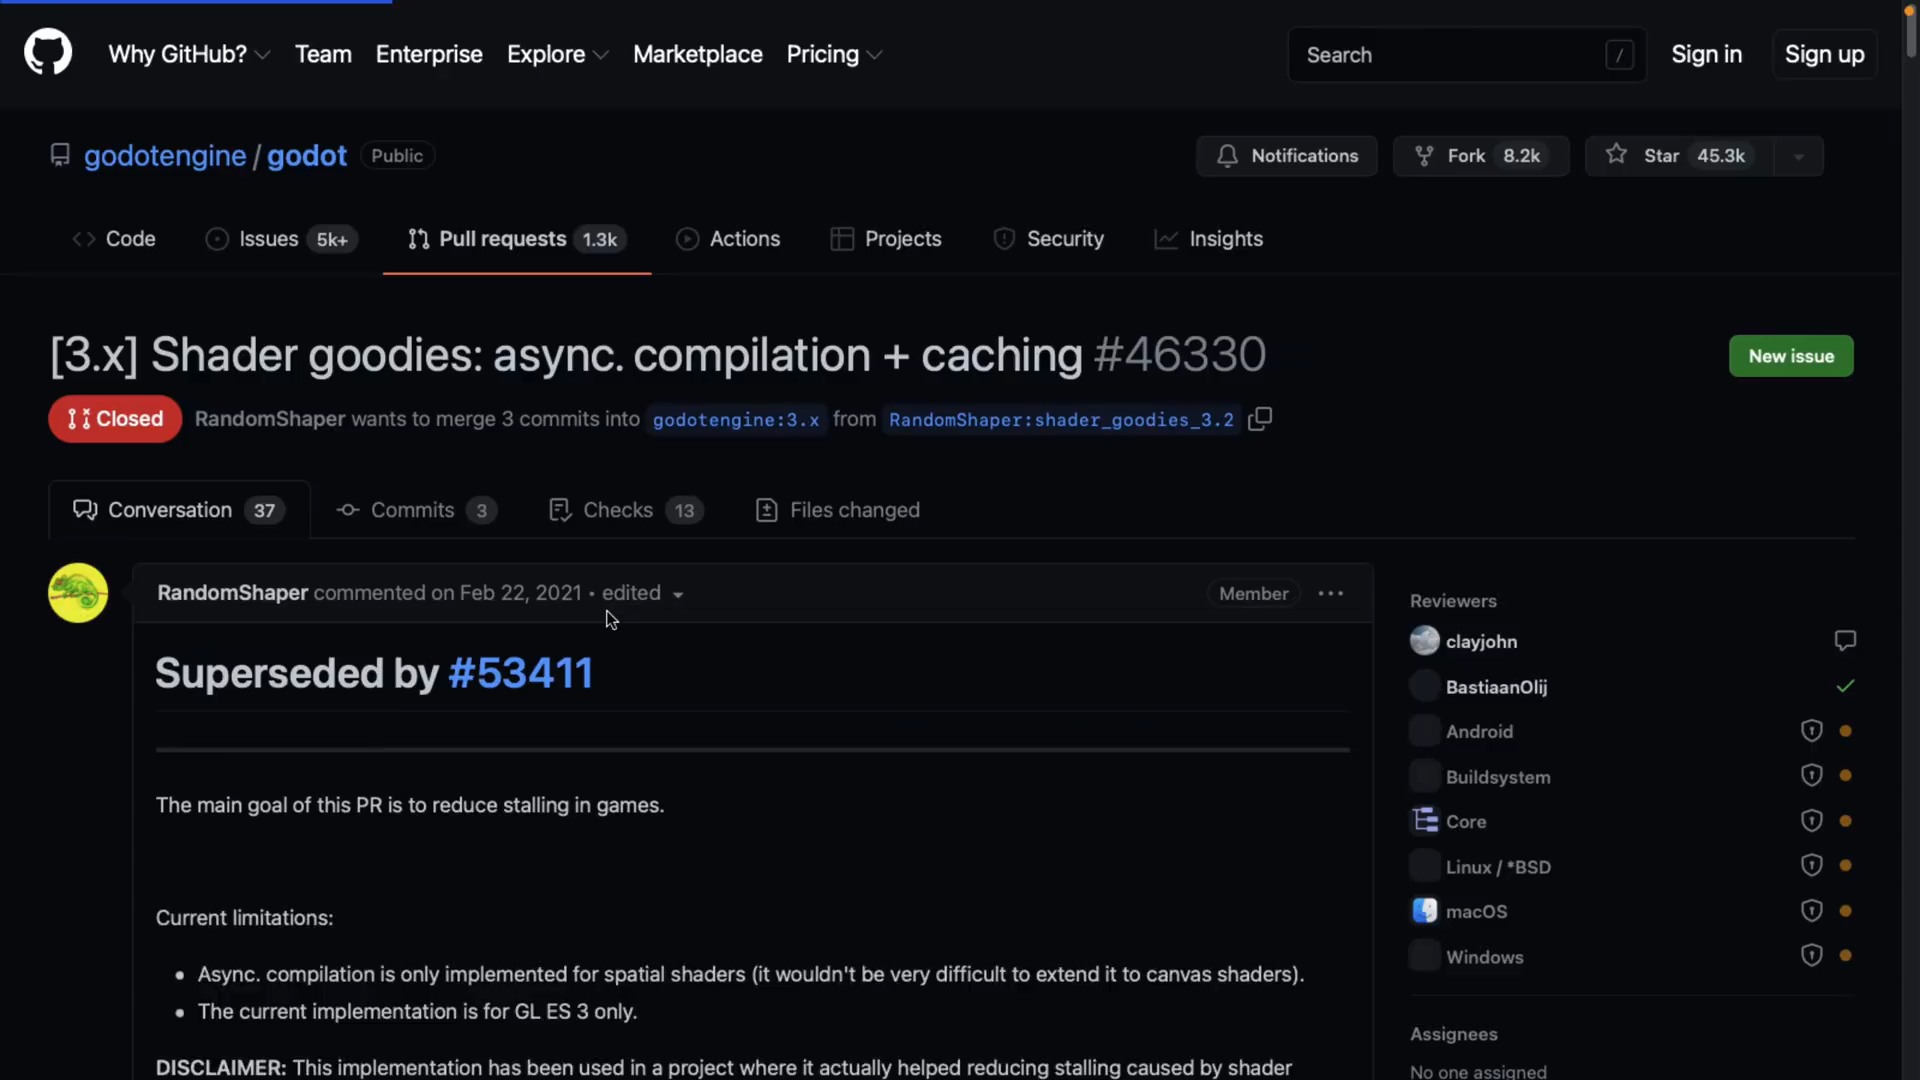 Why GitHub? Team Enterprise Explore Marketplace Pricing Search / Sign in Sign up
godotengine / godot Public Notifications Fork 8.2k Star 45.3k
Code Issues 5k+ Pull requests 1.3k Actions Projects Security Insights
[3.x] Shader goodies: async. compilation + caching #46330 New issue
Closed RandomShaper wants to merge 3 commits into godotengine:3.x from RandomShaper:shader_goodies_3.2
Conversation 37 Commits 3 Checks 13 Files changed
RandomShaper commented on Feb 22, 2021 • edited Member ...
Superseded by #53411
The main goal of this PR is to reduce stalling in games.
Current limitations:
• Async. compilation is only implemented for spatial shaders (it wouldn't be very difficult to extend it to canvas shaders).
• The current implementation is for GL ES 3 only.
DISCLAIMER: This implementation has been used in a project where it actually helped reducing stalling caused by shader
Reviewers
clayjohn
BastiaanOlij
Android
Buildsystem
Core
Linux / *BSD
macOS
Windows
Assignees
No one assigned